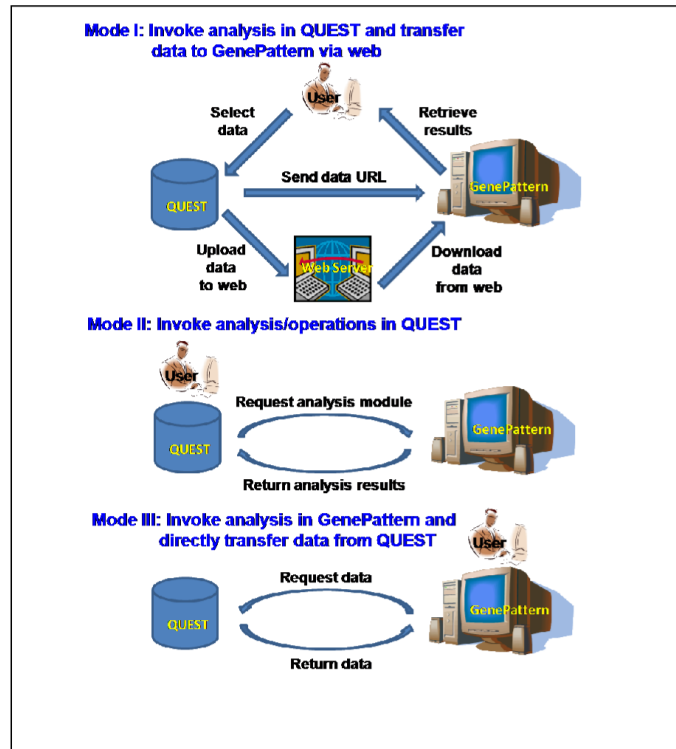 Mode I: Invoke analysis in QUEST and transfer
data to GenePattern via web
User
Select
data
Retrieve
results
Send data URL
QUEST
GenePattern
Upload
data
to web
Web Server
Download
data
from web
Mode II: Invoke analysis/operations in QUEST
User
Request analysis module
QUEST
GenePattern
Return analysis results
Mode III: Invoke analysis in GenePattern and
directly transfer data from QUEST
User
Request data
QUEST
GenePattern
Return data